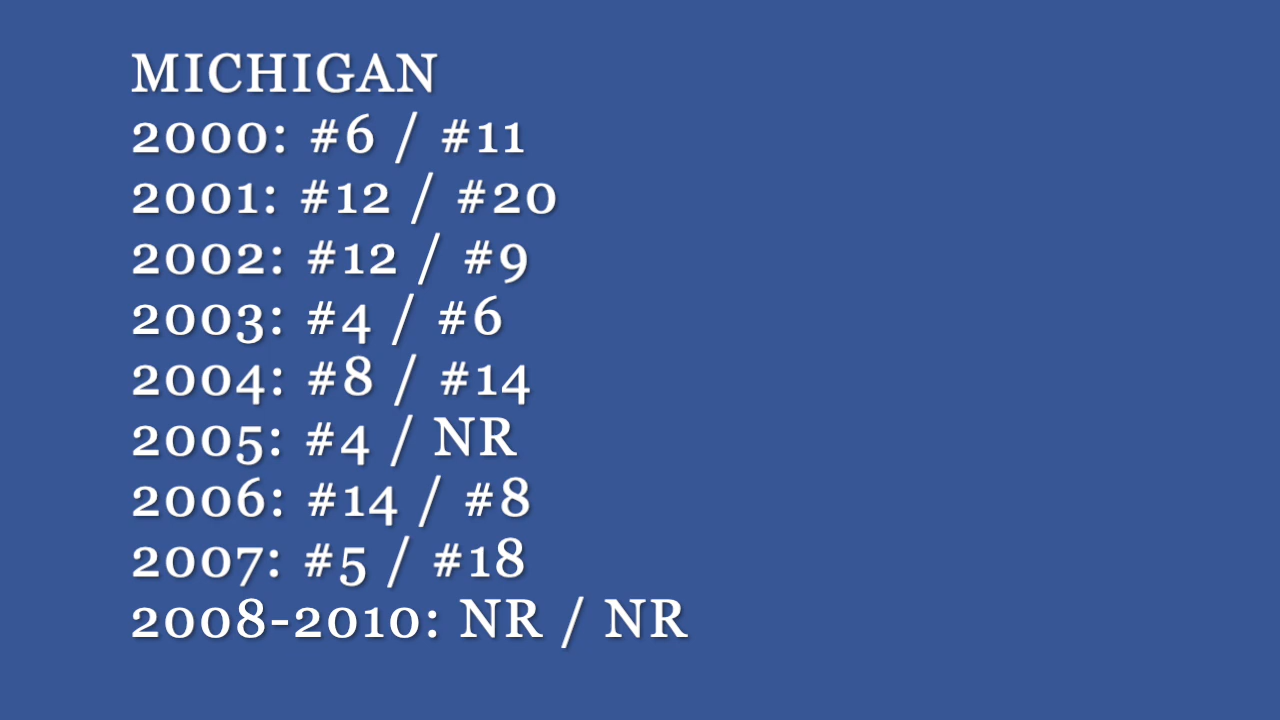 MICHIGAN
2000: #6 / #11
2001: #12 / #20
2002: #12 / #9
2003: #4 / #6
2004: #8 / #14
2005: #4 / NR
2006: #14 / #8
2007: #5 / #18
2008-2010: NR / NR